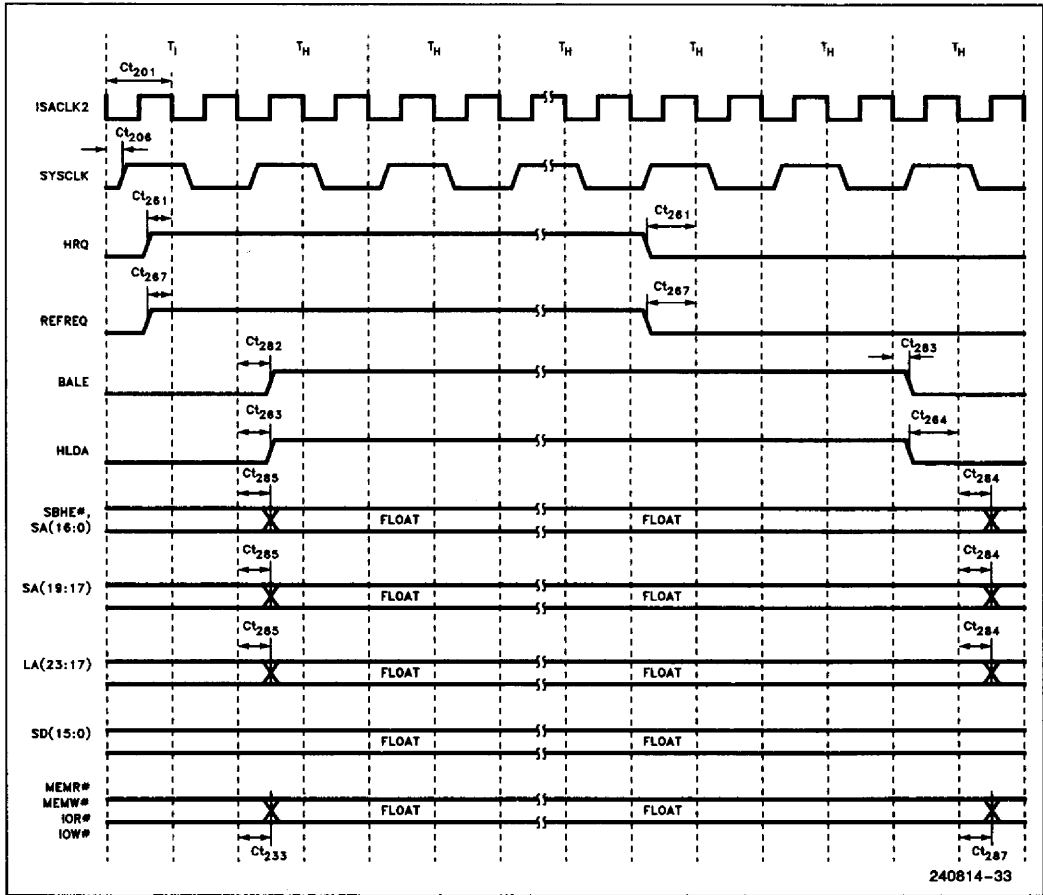 TI TH TH TH TH TH TH
Ct201
ISACLK2
Ct206
SYSCLK
Ct261 Ct261
HRQ
Ct267 Ct267
REFREQ
Ct282 Ct283
BALE
Ct263 Ct264
HLDA
Ct285 Ct284
SBHE#,
SA(16:0) FLOAT FLOAT
Ct285 Ct284
SA(19:17) FLOAT FLOAT
Ct285 Ct284
LA(23:17) FLOAT FLOAT
SD(15:0) FLOAT FLOAT
MEMR#
MEMW#
IOR# FLOAT FLOAT
IOW#
Ct233 Ct287
240814-33